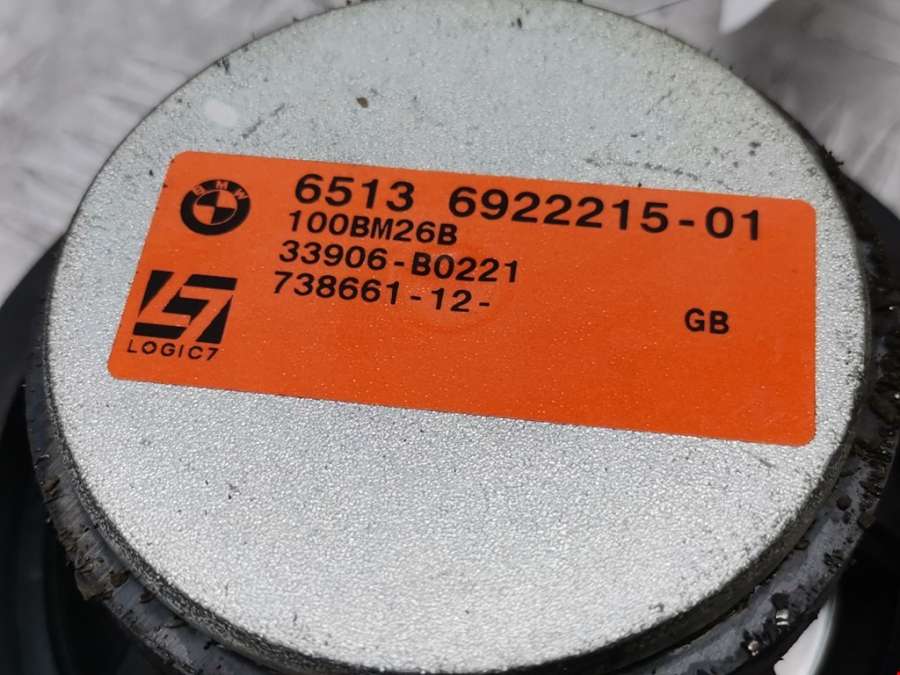 BMW
6513 6922215-01
100BM26B
33906-B0221
738661-12-
GB
LOGIC7